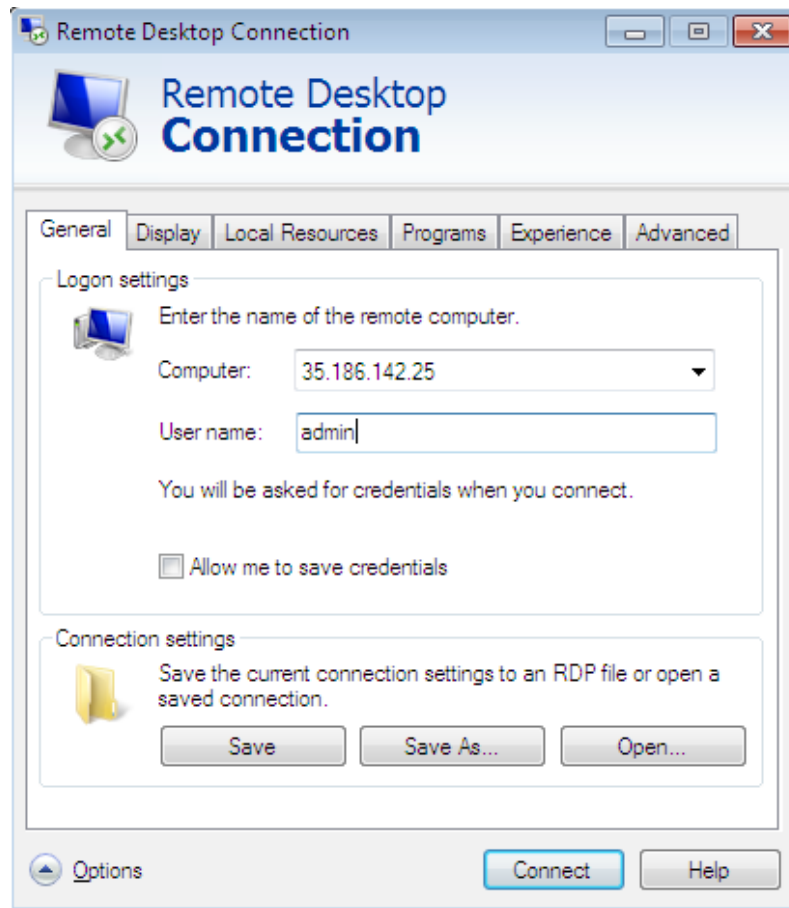 Remote Desktop Connection
Remote Desktop
Connection
General Display Local Resources Programs Experience Advanced
Logon settings
Enter the name of the remote computer.
Computer: 35.186.142.25
User name: admin
You will be asked for credentials when you connect.
Allow me to save credentials
Connection settings
Save the current connection settings to an RDP file or open a
saved connection.
Save Save As... Open...
Options Connect Help